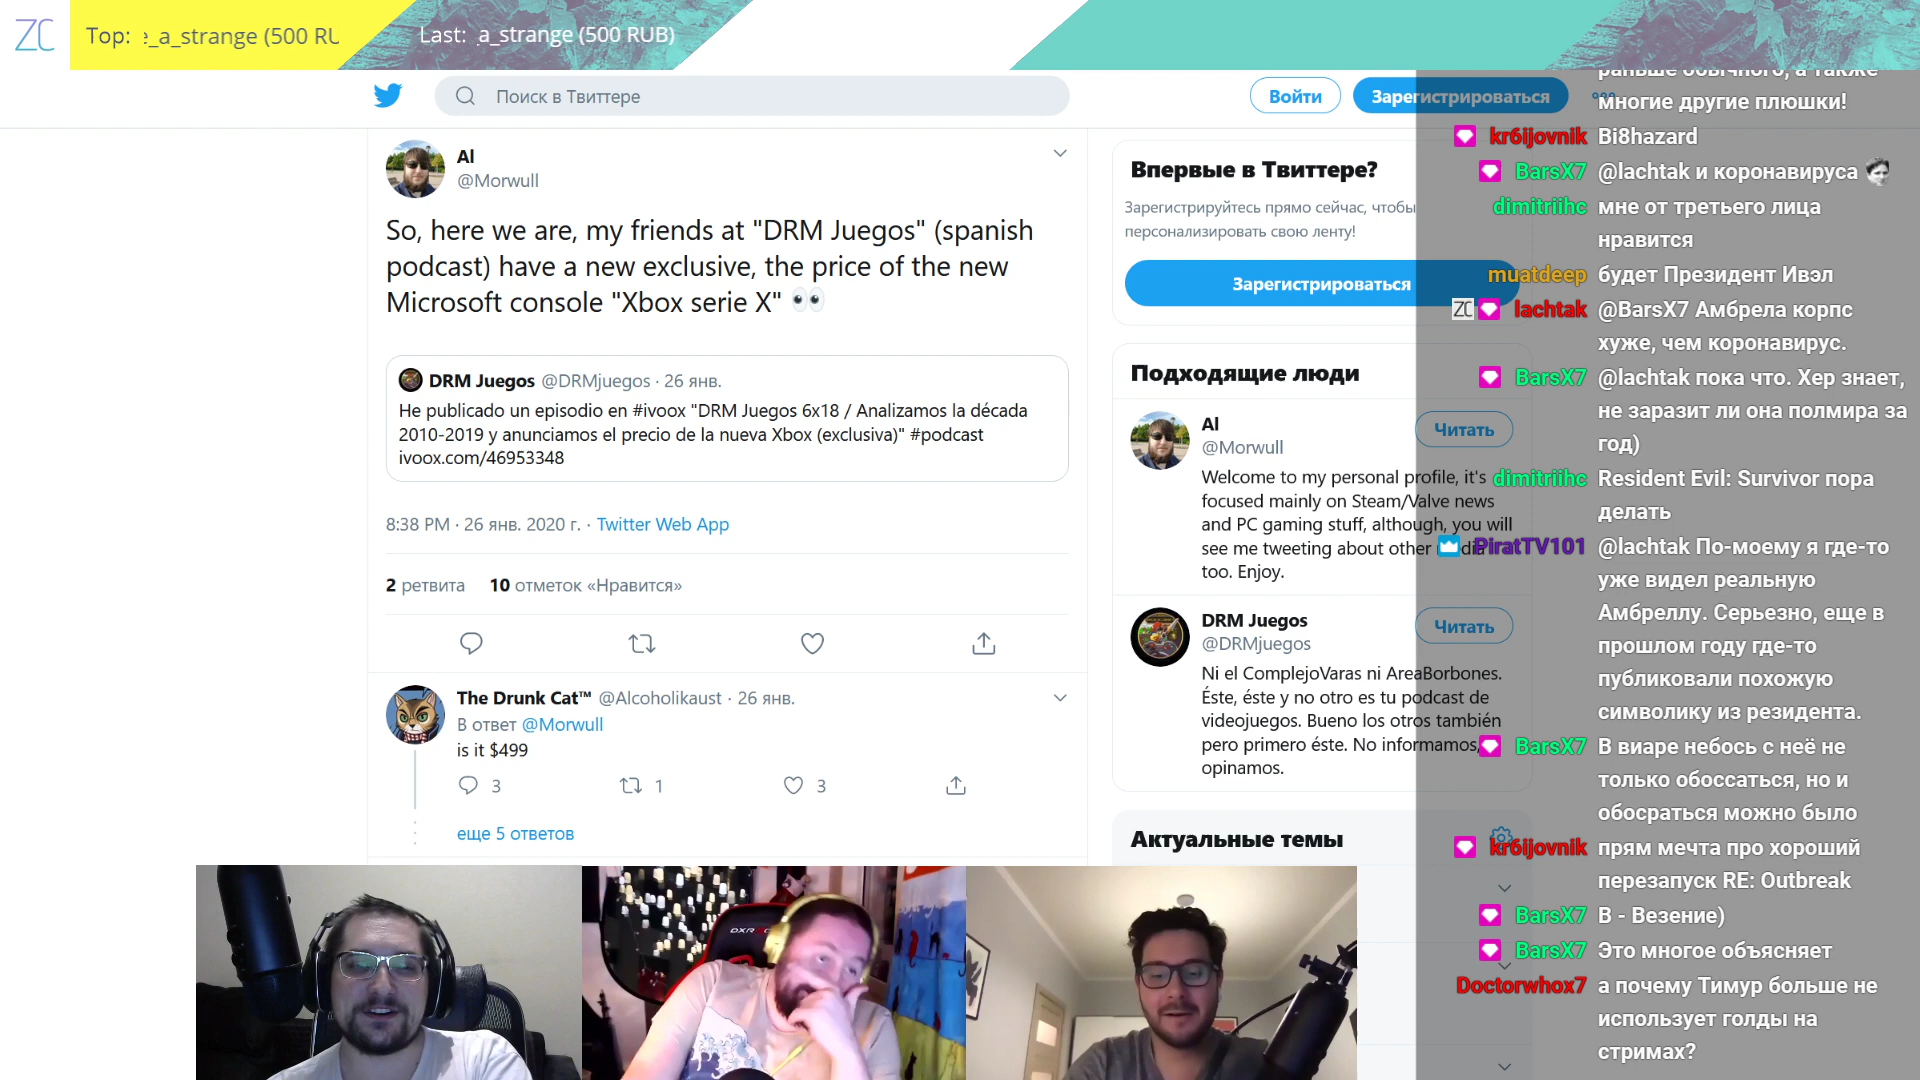 ZC
Top: e_a_strange (500 RU
Last: a_strange (500 RUB)
Поиск в Твиттере
Войти
Зарегистрироваться
Al
@Morwull
So, here we are, my friends at "DRM Juegos" (spanish
podcast) have a new exclusive, the price of the new
Microsoft console "Xbox serie X" 👀
DRM Juegos @DRMjuegos · 26 янв.
He publicado un episodio en #ivoox "DRM Juegos 6x18 / Analizamos la década
2010-2019 y anunciamos el precio de la nueva Xbox (exclusiva)" #podcast
ivoox.com/46953348
8:38 PM · 26 янв. 2020 г. · Twitter Web App
2 ретвита 10 отметок «Нравится»
The Drunk Cat™ @Alcoholikaust · 26 янв.
В ответ @Morwull
is it $499
3 1 3
еще 5 ответов
Впервые в Твиттере?
Зарегистрируйтесь прямо сейчас, чтобы
персонализировать свою ленту!
Зарегистрироваться
Подходящие люди
Al
@Morwull
Читать
Welcome to my personal profile, it's
focused mainly on Steam/Valve news
and PC gaming stuff, although, you will
see me tweeting about other
too. Enjoy.
DRM Juegos
@DRMjuegos
Читать
Ni el ComplejoVaras ni AreaBorbones.
Éste, éste y no otro es tu podcast de
videojuegos. Bueno los otros también
pero primero éste. No informamos,
opinamos.
Актуальные темы
раньше обычного, а также
многие другие плюшки!
kr6ijovnik Bi8hazard
BarsX7 @lachtak и коронавируса
dimitriihc мне от третьего лица
нравится
muatdeep будет Президент Ивэл
ZC lachtak @BarsX7 Амбрела корпс
хуже, чем коронавирус.
BarsX7 @lachtak пока что. Хер знает,
не заразит ли она полмира за
год)
dimitriihc Resident Evil: Survivor пора
делать
PiratTV101 @lachtak По-моему я где-то
уже видел реальную
Амбреллу. Серьезно, еще в
прошлом году где-то
публиковали похожую
символику из резидента.
BarsX7 В виаре небось с неё не
только обоссаться, но и
обосраться можно было
kr6ijovnik прям мечта про хороший
перезапуск RE: Outbreak
BarsX7 В - Везение)
BarsX7 Это многое объясняет
Doctorwhox7 а почему Тимур больше не
использует голды на
стримах?